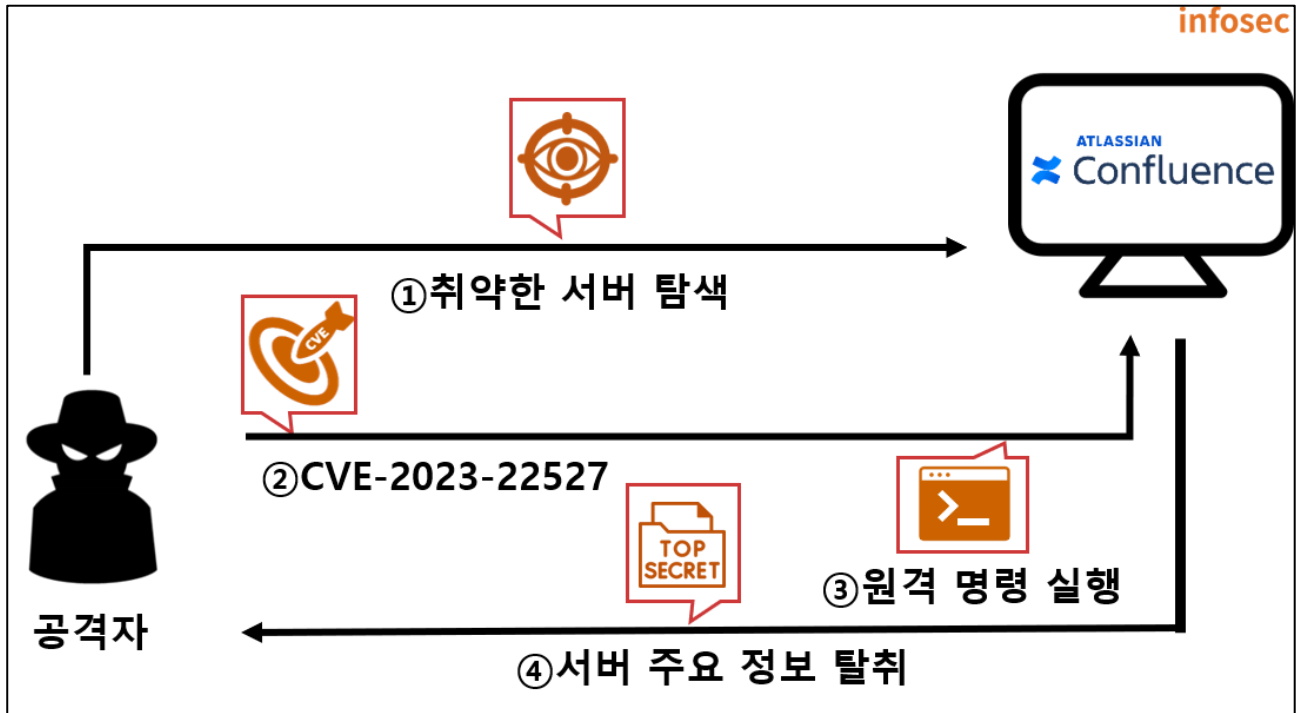 infosec
ATLASSIAN
Confluence
①취약한 서버 탐색
CVE
②CVE-2023-22527
TOP
SECRET
③원격 명령 실행
공격자
④서버 주요 정보 탈취